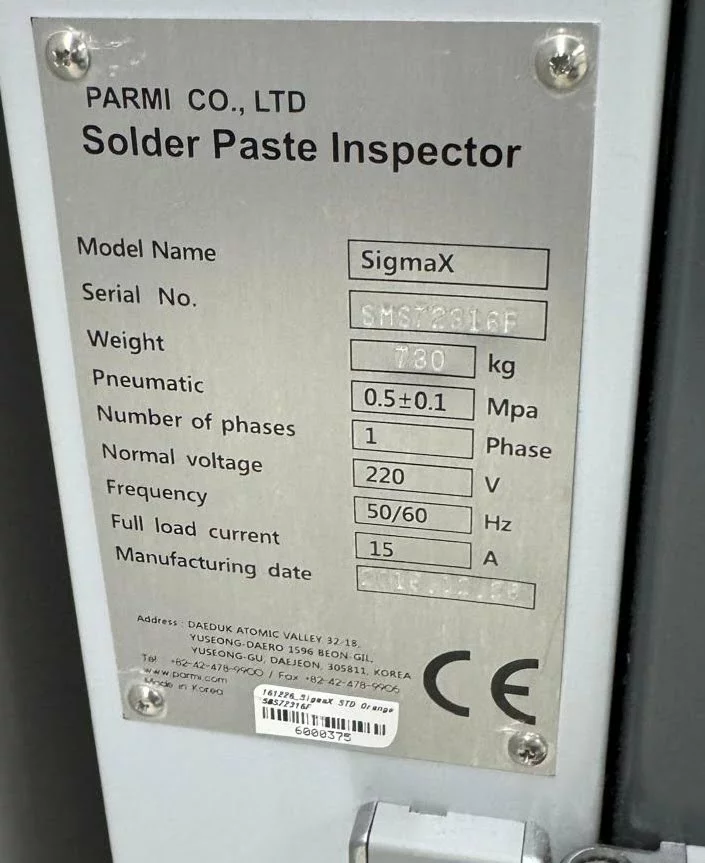 PARMI CO., LTD
Solder Paste Inspector
Model Name SigmaX
Serial No. SMS72316F
Weight 780 kg
Pneumatic 0.5±0.1 Mpa
Number of phases 1 Phase
Normal voltage 220 V
Frequency 50/60 Hz
Full load current 15 A
Manufacturing date
Address : DAEDUK ATOMIC VALLEY 32-18,
YUSEONG-DAERO 1596 BEON-GIL,
YUSEONG-GU, DAEJEON, 305811, KOREA
Tel +82-42-478-9900 / Fax +82-42-478-9906
www.parmi.com
Made in Korea
CE
161226_SigmaX STD Orange
6000375